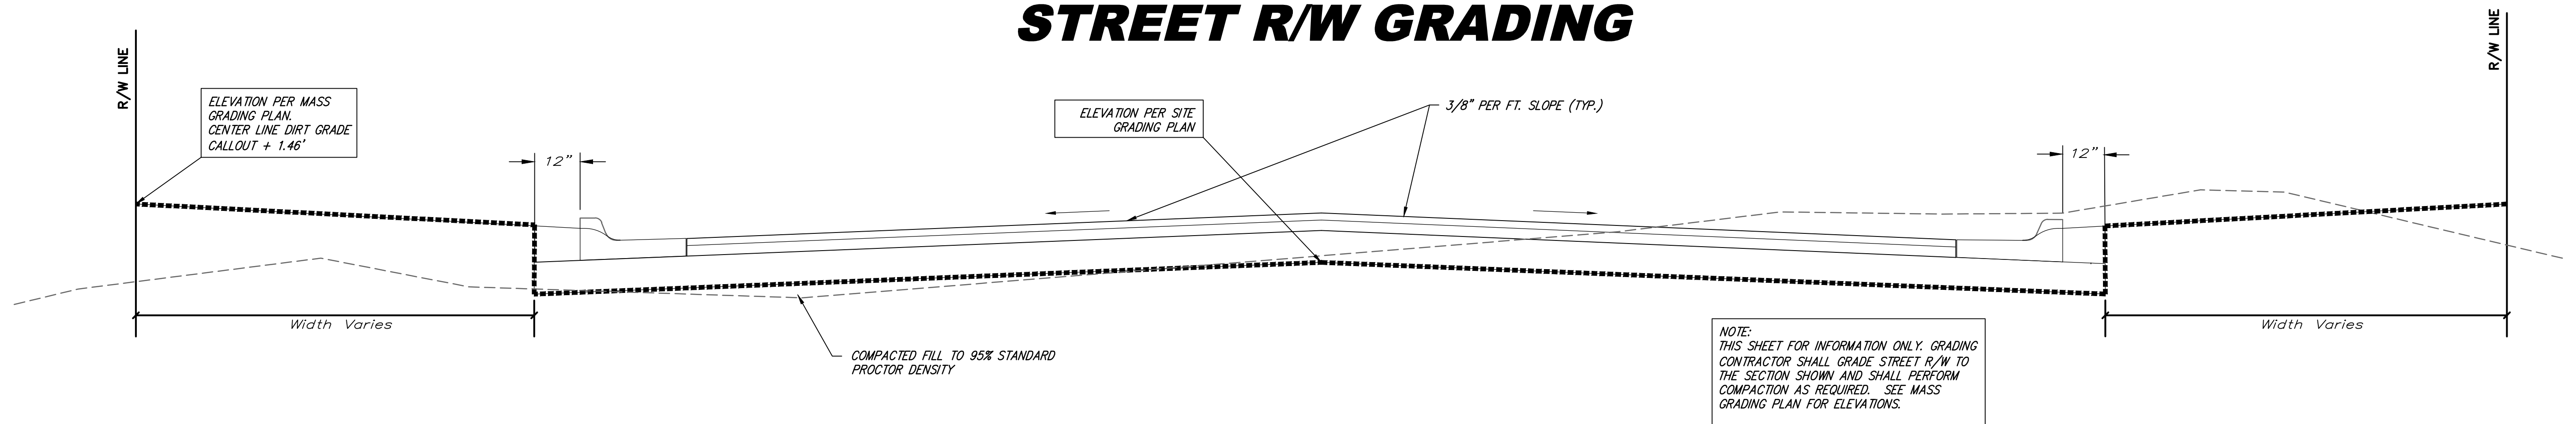 STREET R/W GRADING
R/W LINE
R/W LINE
ELEVATION PER MASS
GRADING PLAN.
CENTER LINE DIRT GRADE
CALLOUT + 1.46'
ELEVATION PER SITE
GRADING PLAN
3/8" PER FT. SLOPE (TYP.)
12"
12"
Width Varies
Width Varies
COMPACTED FILL TO 95% STANDARD
PROCTOR DENSITY
NOTE:
THIS SHEET FOR INFORMATION ONLY. GRADING
CONTRACTOR SHALL GRADE STREET R/W TO
THE SECTION SHOWN AND SHALL PERFORM
COMPACTION AS REQUIRED. SEE MASS
GRADING PLAN FOR ELEVATIONS.